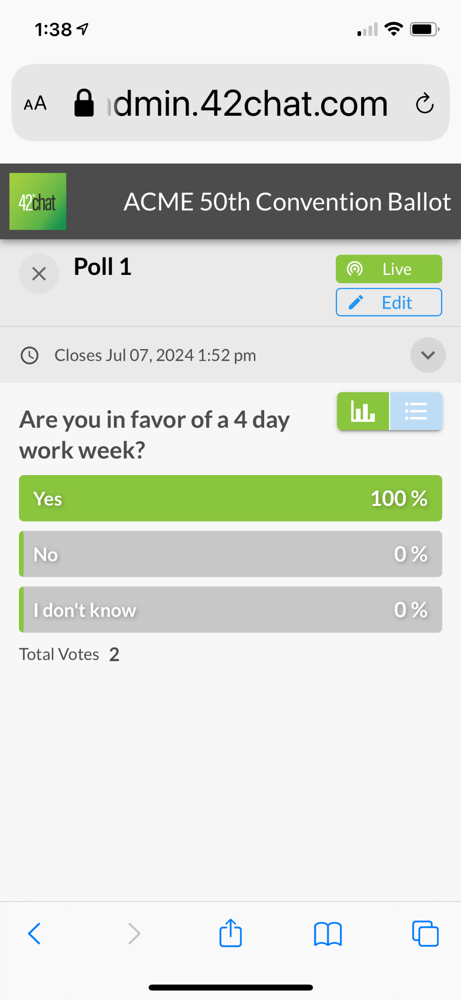 1:38
AA dmin.42chat.com
42chat
ACME 50th Convention Ballot
Poll 1
Live
Edit
Closes Jul 07, 2024 1:52 pm
Are you in favor of a 4 day
work week?
Yes 100 %
No 0 %
I don't know 0 %
Total Votes 2